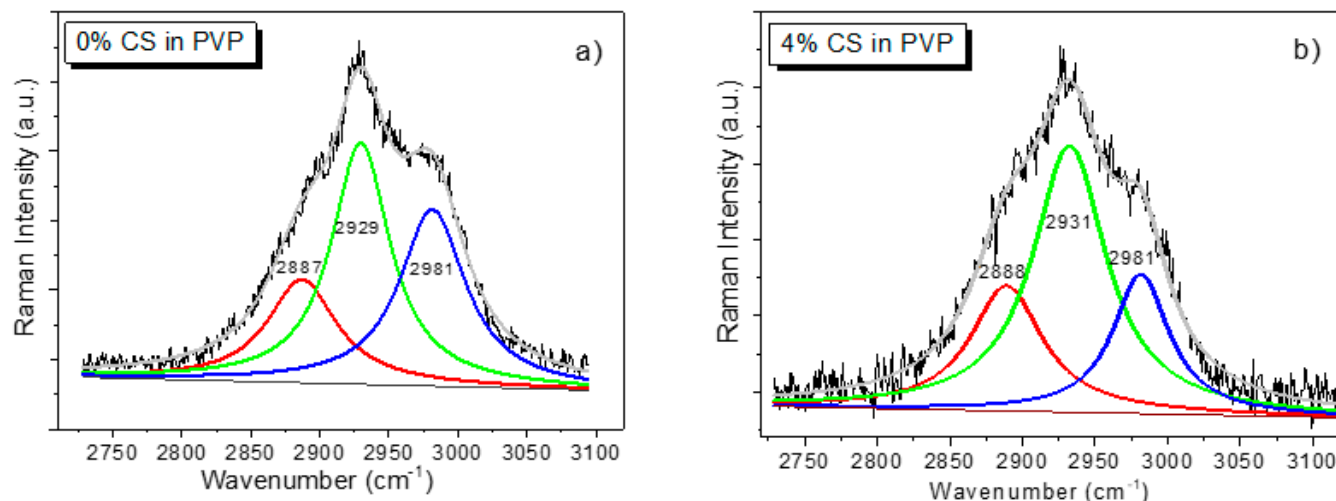 0% CS in PVP
a)
Raman Intensity (a.u.)
2887
2929
2981
2750 2800 2850 2900 2950 3000 3050 3100
Wavenumber (cm⁻¹)
4% CS in PVP
b)
Raman Intensity (a.u.)
2888
2931
2981
2750 2800 2850 2900 2950 3000 3050 3100
Wavenumber (cm⁻¹)